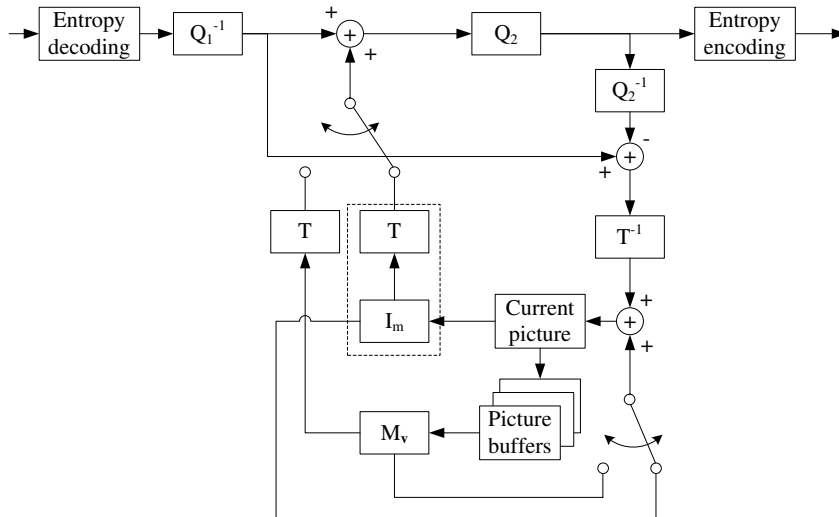 Entropy
decoding
Q₁⁻¹
+
+
+
Q₂
Entropy
encoding
Q₂⁻¹
-
+
+
T
T
T⁻¹
Iₘ
Current
picture
+
+
+
Mᵥ
Picture
buffers